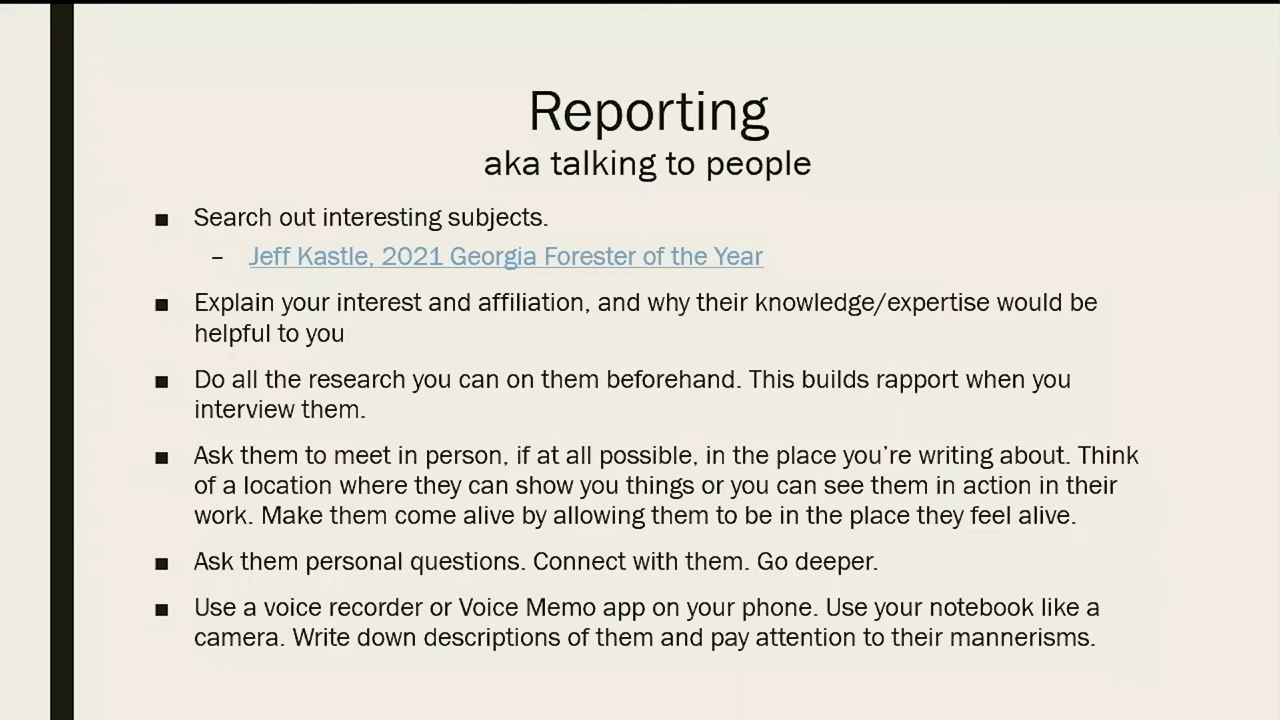 Reporting
aka talking to people
■ Search out interesting subjects.
– Jeff Kastle, 2021 Georgia Forester of the Year
■ Explain your interest and affiliation, and why their knowledge/expertise would be
helpful to you
■ Do all the research you can on them beforehand. This builds rapport when you
interview them.
■ Ask them to meet in person, if at all possible, in the place you’re writing about. Think
of a location where they can show you things or you can see them in action in their
work. Make them come alive by allowing them to be in the place they feel alive.
■ Ask them personal questions. Connect with them. Go deeper.
■ Use a voice recorder or Voice Memo app on your phone. Use your notebook like a
camera. Write down descriptions of them and pay attention to their mannerisms.